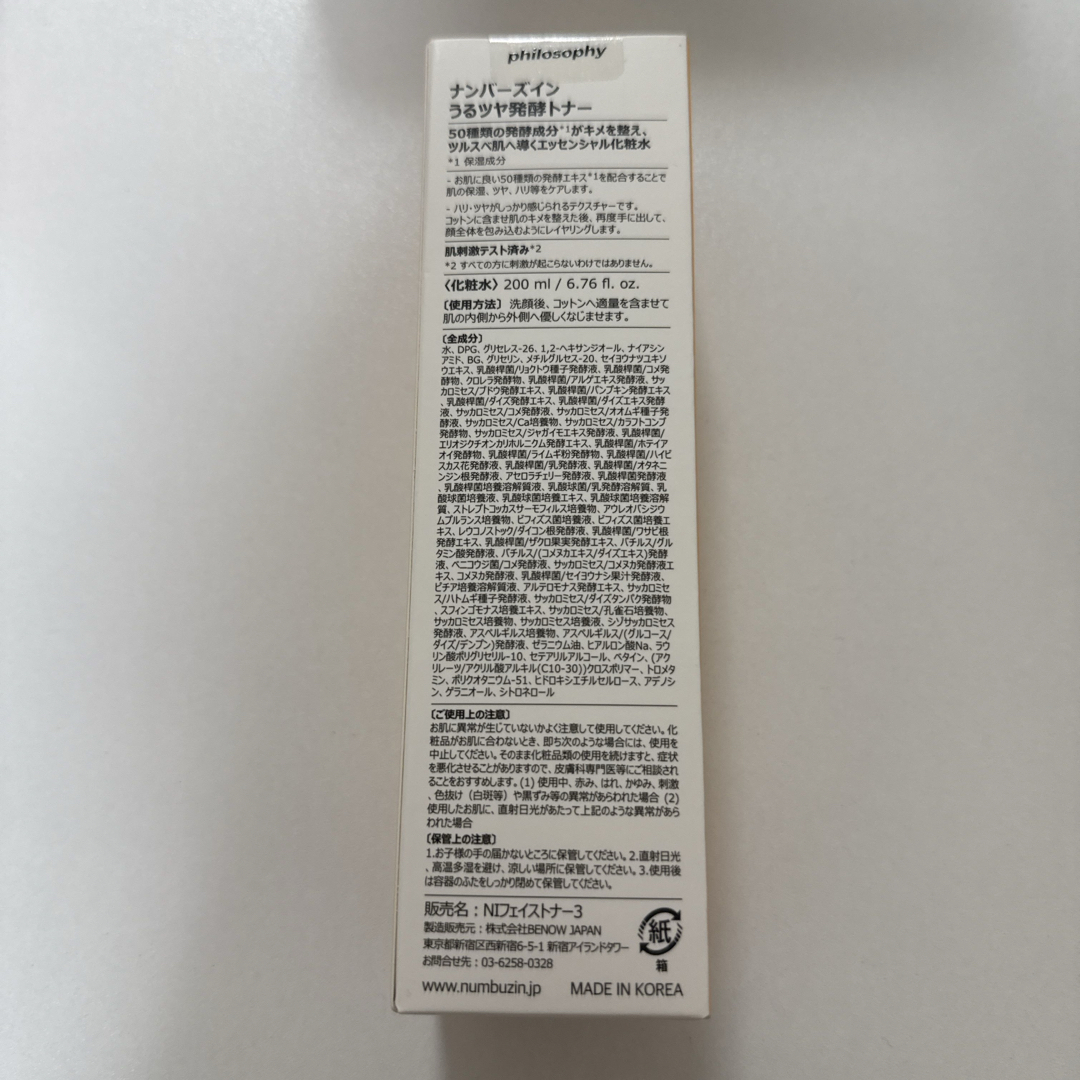 philosophy
ナンバーズイン
うるツヤ発酵トナー
50種類の発酵成分*1がキメを整え、
ツルスベ肌へ導くエッセンシャル化粧水
*1 保湿成分
- お肌に良い50種類の発酵エキス*1を配合することで
肌の保湿、ツヤ、ハリ等をケアします。
- ハリ・ツヤがしっかり感じられるテクスチャーです。
コットンに含ませ肌のキメを整えた後、再度手に出して、
顔全体を包み込むようにレイヤリングします。
肌刺激テスト済み*2
*2 すべての方に刺激が起こらないわけではありません。
〈化粧水〉200 ml / 6.76 fl. oz.
〔使用方法〕洗顔後、コットンへ適量を含ませて
肌の内側から外側へ優しくなじませます。
〔全成分〕
水、DPG、グリセレス-26、1,2-ヘキサンジオール、ナイアシン
アミド、BG、グリセリン、メチルグルセス-20、セイヨウナツユキソ
ウエキス、乳酸桿菌/リョクトウ種子発酵液、乳酸桿菌/コメ発
酵物、クロレラ発酵物、乳酸桿菌/アルゲエキス発酵液、サッ
カロミセス/ブドウ発酵エキス、乳酸桿菌/パンプキン発酵エキス
、乳酸桿菌/ダイズ発酵エキス、乳酸桿菌/ダイズエキス発酵
液、サッカロミセス/コメ発酵液、サッカロミセス/オオムギ種子発
酵液、サッカロミセス/Ca培養物、サッカロミセス/カラフトコンブ
発酵物、サッカロミセス/ジャガイモエキス発酵液、乳酸桿菌/
エリオジクチオンカリホルニクム発酵エキス、乳酸桿菌/ホテイア
オイ発酵物、乳酸桿菌/ライムギ粉発酵物、乳酸桿菌/ハイビ
スカス花発酵液、乳酸桿菌/乳発酵液、乳酸桿菌/オタネニ
ンジン根発酵液、アセロラチェリー発酵液、乳酸桿菌発酵液
、乳酸桿菌培養溶解質液、乳酸球菌/乳発酵溶解質、乳
酸球菌培養液、乳酸球菌培養エキス、乳酸球菌培養溶解
質、ストレプトコッカスサーモフィルス培養物、アウレオバシジウ
ムプルランス培養物、ビフィズス菌培養液、ビフィズス菌培養エ
キス、レウコノストック/ダイコン根発酵液、乳酸桿菌/ワサビ根
発酵エキス、乳酸桿菌/ザクロ果実発酵エキス、バチルス/グル
タミン酸発酵液、バチルス/(コメヌカエキス/ダイズエキス)発酵
液、ベニコウジ菌/コメ発酵液、サッカロミセス/コメヌカ発酵液エ
キス、コメヌカ発酵液、乳酸桿菌/セイヨウナシ果汁発酵液、
ピチア培養溶解質液、アルテロモナス発酵エキス、サッカロミセ
ス/ハトムギ種子発酵液、サッカロミセス/ダイズタンパク発酵物
、スフィンゴモナス培養エキス、サッカロミセス/孔雀石培養物、
サッカロミセス培養物、サッカロミセス培養液、シゾサッカロミセス
発酵液、アスペルギルス培養物、アスペルギルス/(グルコース/
ダイズ/デンプン)発酵液、ゼラニウム油、ヒアルロン酸Na、ラウ
リン酸ポリグリセリル-10、セテアリルアルコール、ベタイン、(アク
リレーツ/アクリル酸アルキル(C10-30))クロスポリマー、トロメタ
ミン、ポリクオタニウム-51、ヒドロキシエチルセルロース、アデノシ
ン、ゲラニオール、シトロネロール
〔ご使用上の注意〕
お肌に異常が生じていないかよく注意して使用してください。化
粧品がお肌に合わないとき、即ち次のような場合には、使用を
中止してください。そのまま化粧品類の使用を続けますと、症状
を悪化させることがありますので、皮膚科専門医等にご相談され
ることをおすすめします。(1) 使用中、赤み、はれ、かゆみ、刺激
、色抜け（白斑等）や黒ずみ等の異常があらわれた場合 (2)
使用したお肌に、直射日光があたって上記のような異常があら
われた場合
〔保管上の注意〕
1.お子様の手の届かないところに保管してください。2.直射日光
、高温多湿を避け、涼しい場所に保管してください。3.使用後
は容器のふたをしっかり閉めて保管してください。
販売名：NIフェイストナー3
製造販売元：株式会社BENOW JAPAN
東京都新宿区西新宿6-5-1 新宿アイランドタワー
お問合せ先：03-6258-0328
紙
箱
www.numbuzin.jp MADE IN KOREA